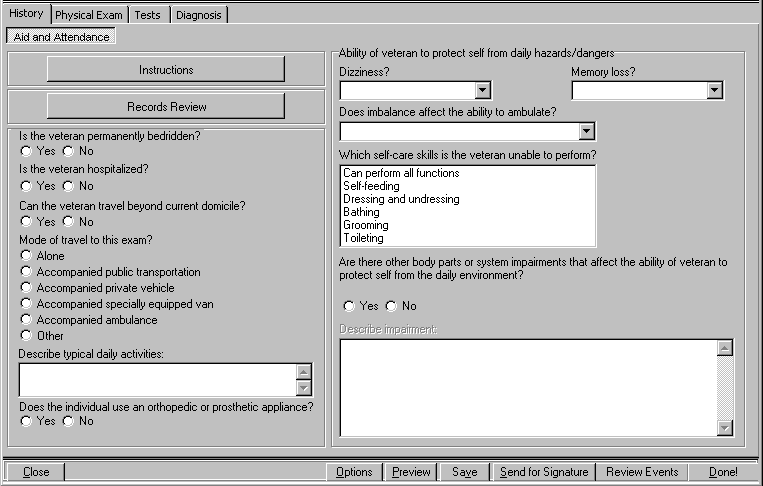 History Physical Exam Tests Diagnosis
Aid and Attendance
Instructions
Records Review
Is the veteran permanently bedridden?
Yes No
Is the veteran hospitalized?
Yes No
Can the veteran travel beyond current domicile?
Yes No
Mode of travel to this exam?
Alone
Accompanied public transportation
Accompanied private vehicle
Accompanied specially equipped van
Accompanied ambulance
Other
Describe typical daily activities:
Does the individual use an orthopedic or prosthetic appliance?
Yes No
Ability of veteran to protect self from daily hazards/dangers
Dizziness? Memory loss?
Does imbalance affect the ability to ambulate?
Which self-care skills is the veteran unable to perform?
Can perform all functions
Self-feeding
Dressing and undressing
Bathing
Grooming
Toileting
Are there other body parts or system impairments that affect the ability of veteran to
protect self from the daily environment?
Yes No
Describe impairment:
Close Options Preview Save Send for Signature Review Events Done!